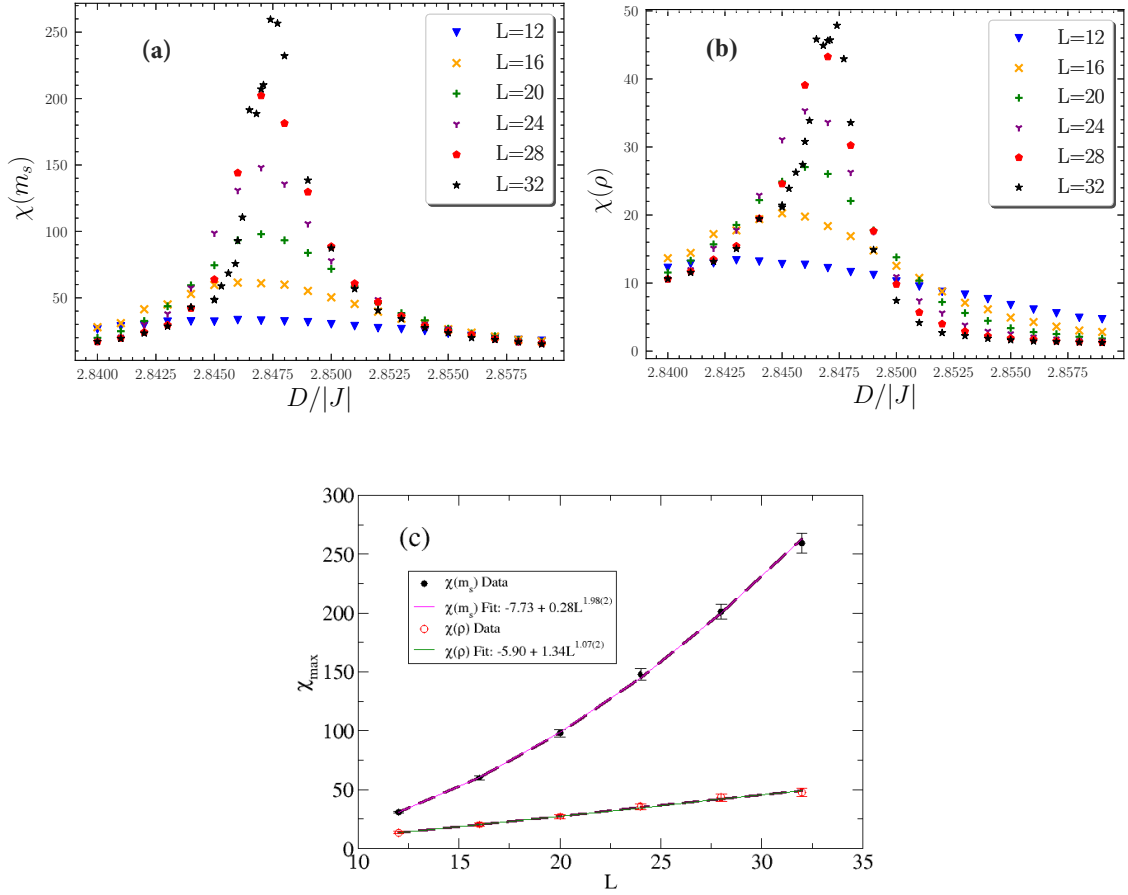 (a)
L=12
L=16
L=20
L=24
L=28
L=32
250
200
150
100
50
2.8400 2.8425 2.8450 2.8475 2.8500 2.8525 2.8550 2.8575
χ(m_s)
D/|J|
(b)
L=12
L=16
L=20
L=24
L=28
L=32
50
40
30
20
10
0
2.8400 2.8425 2.8450 2.8475 2.8500 2.8525 2.8550 2.8575
χ(ρ)
D/|J|
(c)
χ(m_s) Data
χ(m_s) Fit: -7.73 + 0.28L^1.98(2)
χ(ρ) Data
χ(ρ) Fit: -5.90 + 1.34L^1.07(2)
300
250
200
150
100
50
0
10 15 20 25 30 35
χ_max
L